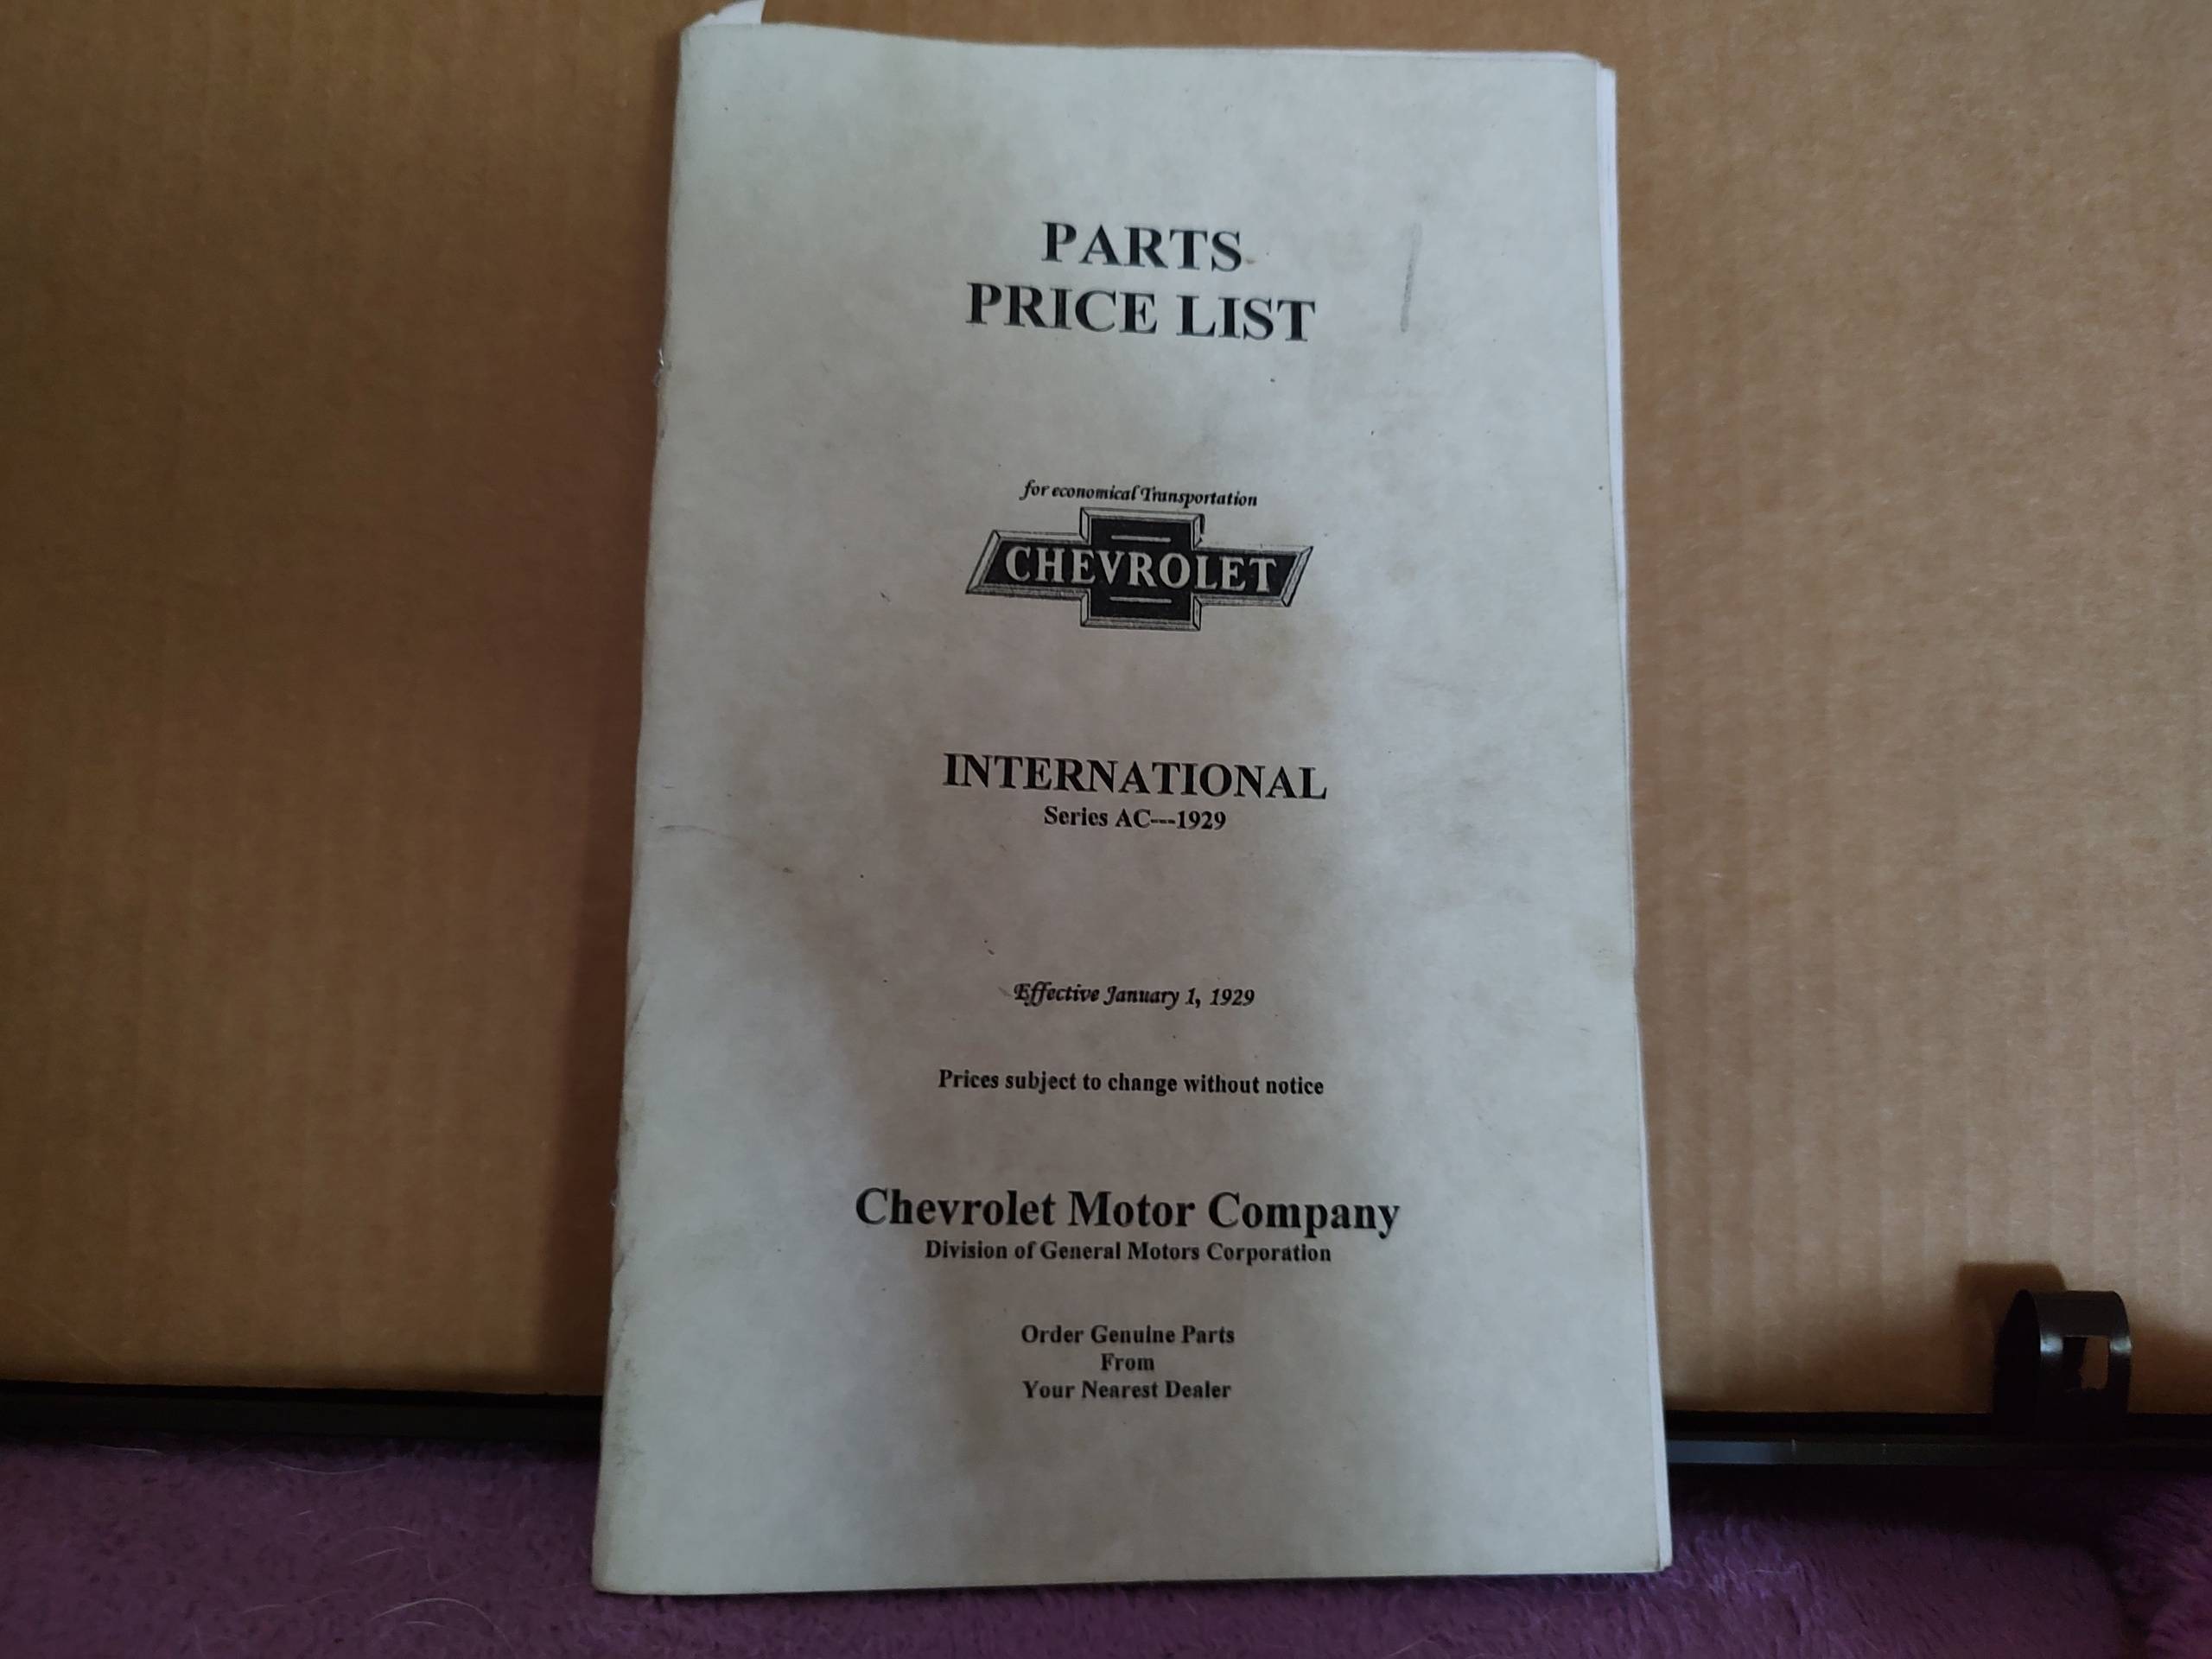 PARTS
PRICE LIST
for economical Transportation
CHEVROLET
INTERNATIONAL
Series AC---1929
Effective January 1, 1929
Prices subject to change without notice
Chevrolet Motor Company
Division of General Motors Corporation
Order Genuine Parts
From
Your Nearest Dealer